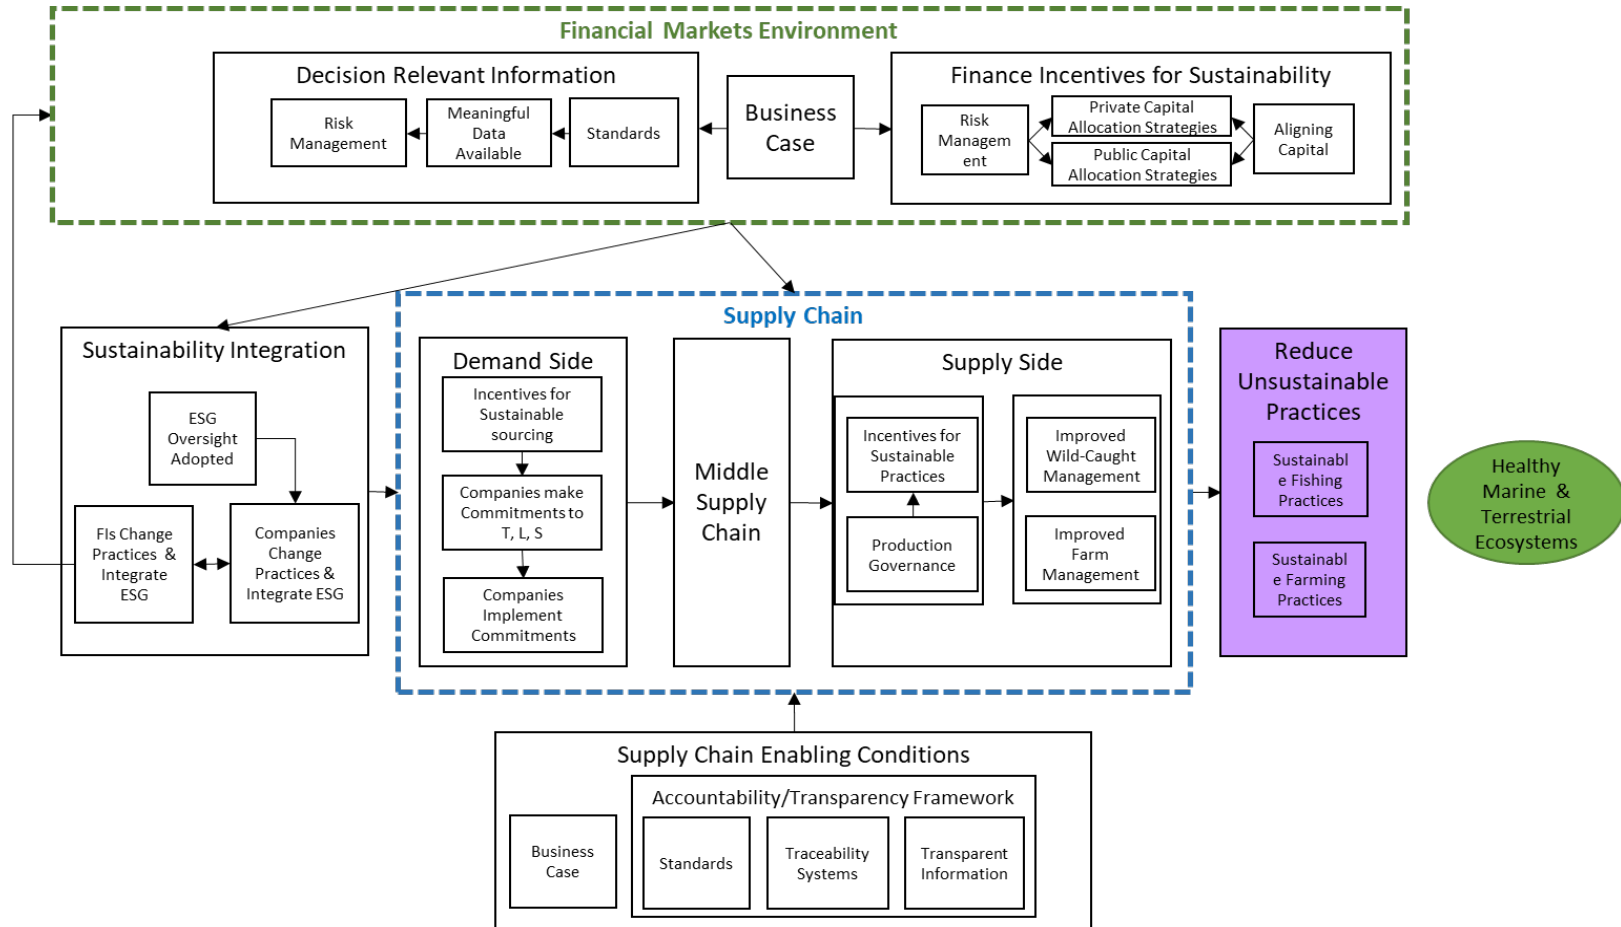 Financial Markets Environment
Decision Relevant Information
Risk
Management
Meaningful
Data
Available
Standards
Business
Case
Finance Incentives for Sustainability
Risk
Managem
ent
Private Capital
Allocation Strategies
Public Capital
Allocation Strategies
Aligning
Capital
Sustainability Integration
ESG
Oversight
Adopted
FIs Change
Practices &
Integrate
ESG
Companies
Change
Practices &
Integrate ESG
Supply Chain
Demand Side
Incentives for
Sustainable
sourcing
Companies make
Commitments to
T, L, S
Companies
Implement
Commitments
Middle
Supply
Chain
Supply Side
Incentives for
Sustainable
Practices
Production
Governance
Improved
Wild-Caught
Management
Improved
Farm
Management
Reduce
Unsustainable
Practices
Sustainabl
e Fishing
Practices
Sustainabl
e Farming
Practices
Healthy
Marine &
Terrestrial
Ecosystems
Supply Chain Enabling Conditions
Business
Case
Accountability/Transparency Framework
Standards
Traceability
Systems
Transparent
Information